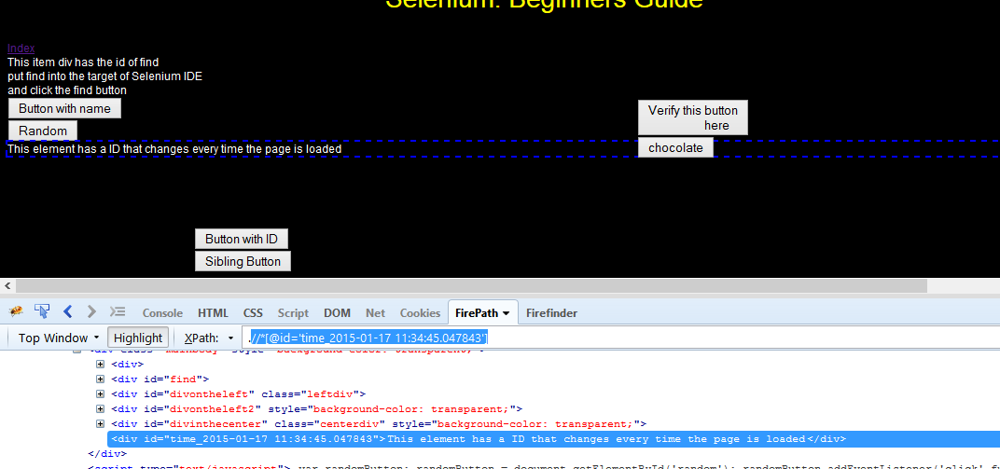 Selenium: Beginners Guide
Index
This item div has the id of find
put find into the target of Selenium IDE
and click the find button
Button with name
Verify this button
here
Random
chocolate
This element has a ID that changes every time the page is loaded
Button with ID
Sibling Button
Console HTML CSS Script DOM Net Cookies FirePath Firefinder
Top Window Highlight XPath: .//*[@id='time_2015-01-17 11:34:45.047843']
<div class="mainbody" style="background-color: transparent;">
<div>
<div id="find">
<div id="divontheleft" class="leftdiv">
<div id="divontheleft2" style="background-color: transparent;">
<div id="divinthecenter" class="centerdiv" style="background-color: transparent;">
<div id="time_2015-01-17 11:34:45.047843">This element has a ID that changes every time the page is loaded</div>
</div>
<script type="text/javascript"> var randomButton = document.getElementById('random'); randomButton.addEventListener('click',